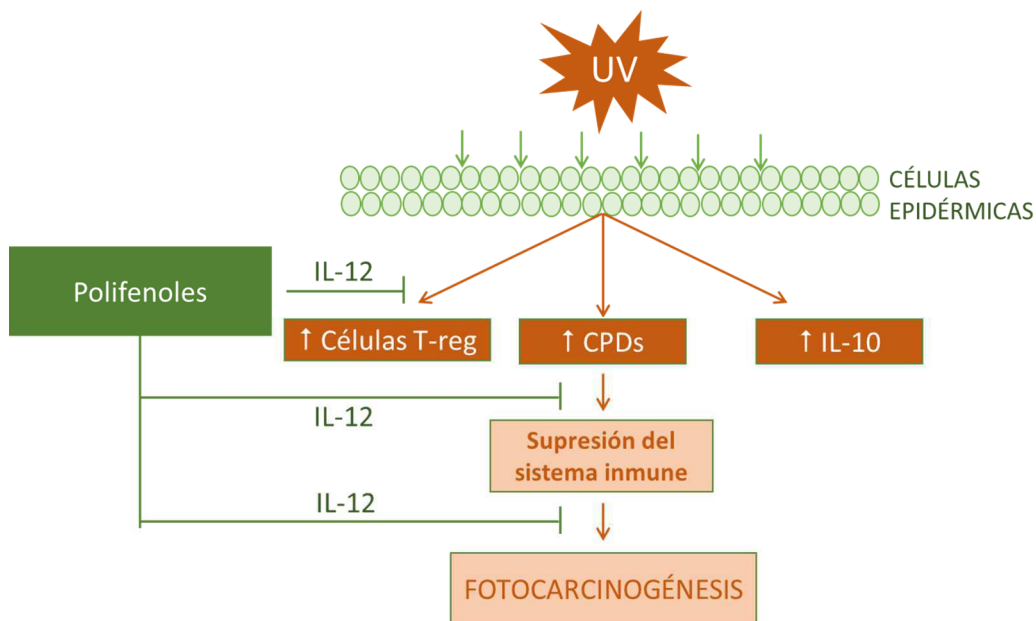 UV
CÉLULAS
EPIDÉRMICAS
Polifenoles
IL-12
↑ Células T-reg
↑ CPDs
↑ IL-10
IL-12
Supresión del
sistema inmune
IL-12
FOTOCARCINOGÉNESIS